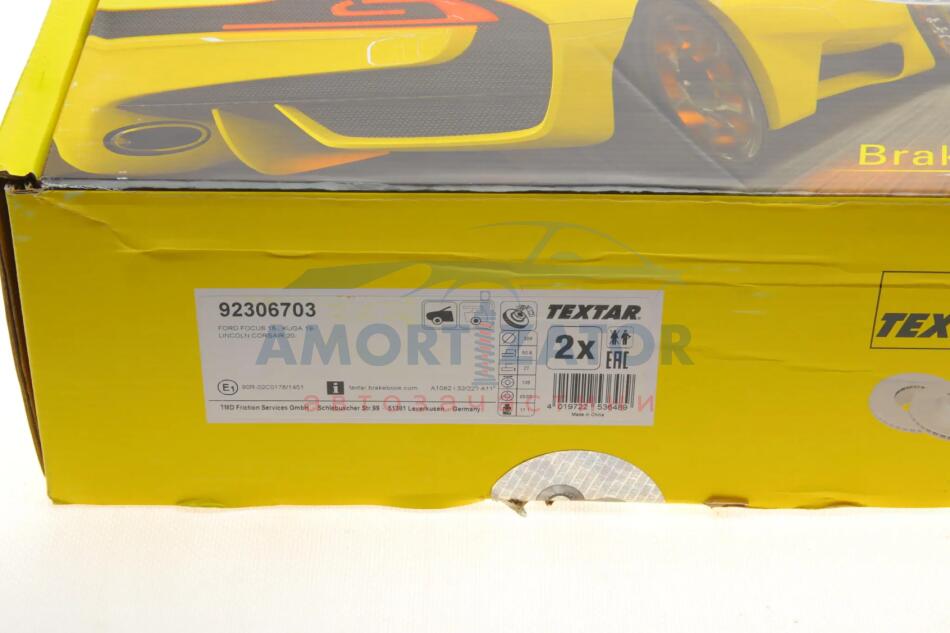 Brak
92306703
TEXTAR
FORD FOCUS 18.. KUGA 19..
LINCOLN CORSAIR 20..
AMORTIZATOR
автозапчастини
2x
EAC
TEX
27
E1 90R-02C0178/1451
i textar.brakebook.com
TMD Friction Services GmbH Schlebuscher Str.99 51381 Leverkusen Germany
4 019722 536489
Made in China